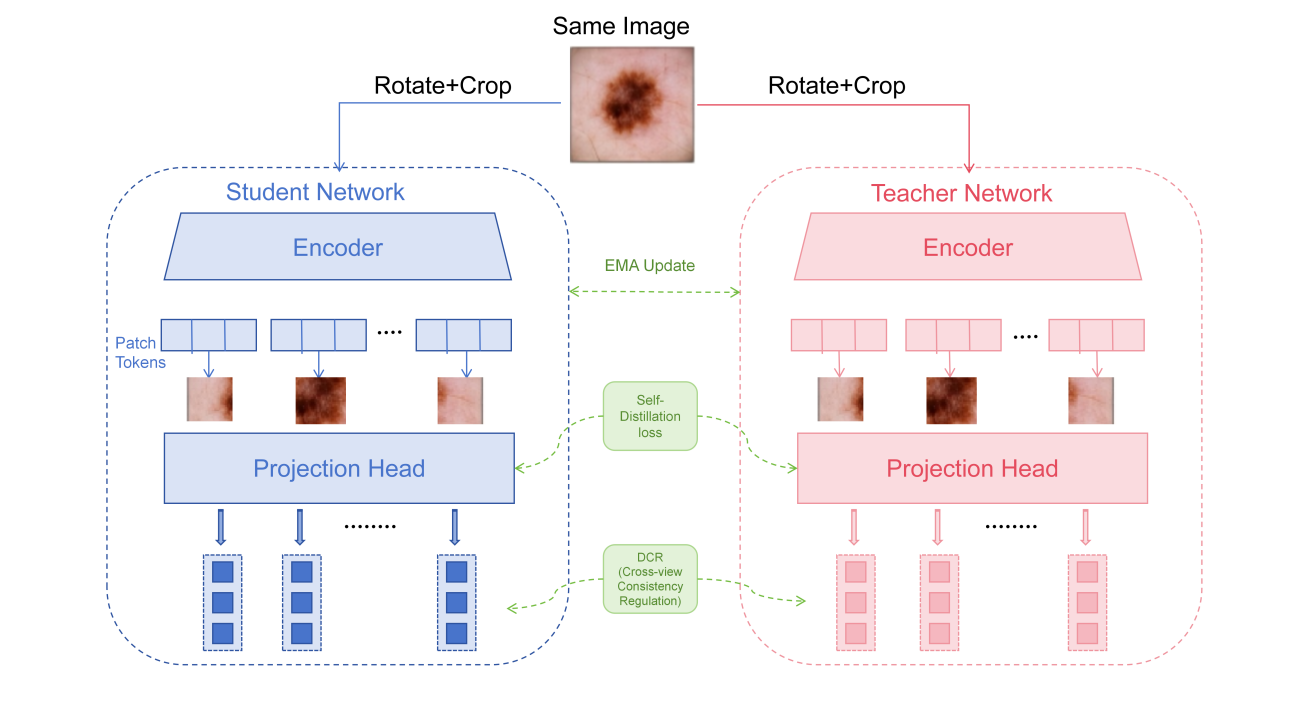 Same Image
Rotate+Crop
Rotate+Crop
Student Network
Teacher Network
Encoder
Encoder
EMA Update
....
....
Patch
Tokens
Self-
Distillation
loss
Projection Head
Projection Head
........
........
DCR
(Cross-view
Consistency
Regulation)